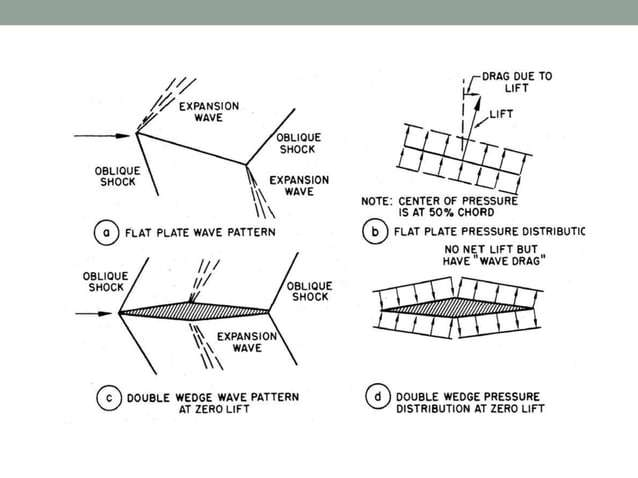 EXPANSION
WAVE
OBLIQUE
SHOCK
OBLIQUE
SHOCK
EXPANSION
WAVE
a FLAT PLATE WAVE PATTERN
DRAG DUE TO
LIFT
LIFT
NOTE: CENTER OF PRESSURE
IS AT 50% CHORD
b FLAT PLATE PRESSURE DISTRIBUTIC
OBLIQUE
SHOCK
OBLIQUE
SHOCK
EXPANSION
WAVE
c DOUBLE WEDGE WAVE PATTERN
AT ZERO LIFT
NO NET LIFT BUT
HAVE "WAVE DRAG"
d DOUBLE WEDGE PRESSURE
DISTRIBUTION AT ZERO LIFT